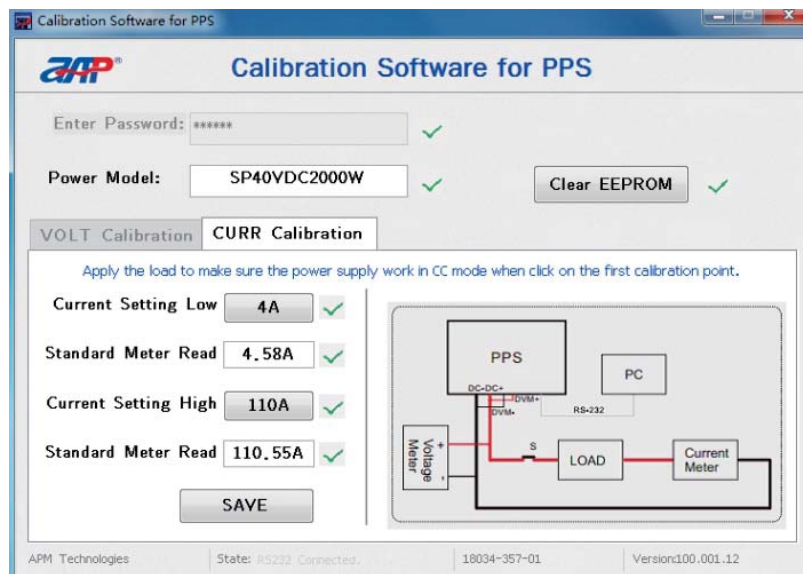 Calibration Software for PPS
APM®
Calibration Software for PPS
Enter Password: ******
Power Model: SP40VDC2000W
Clear EEPROM
VOLT Calibration
CURR Calibration
Apply the load to make sure the power supply work in CC mode when click on the first calibration point.
Current Setting Low 4A
Standard Meter Read 4.58A
Current Setting High 110A
Standard Meter Read 110.55A
SAVE
PPS
PC
DC-DC+
DVM+
DVM-
RS-232
Voltage Meter
+
-
S
LOAD
Current
Meter
APM Technologies
State: RS232 Connected.
18034-357-01
Version:100.001.12